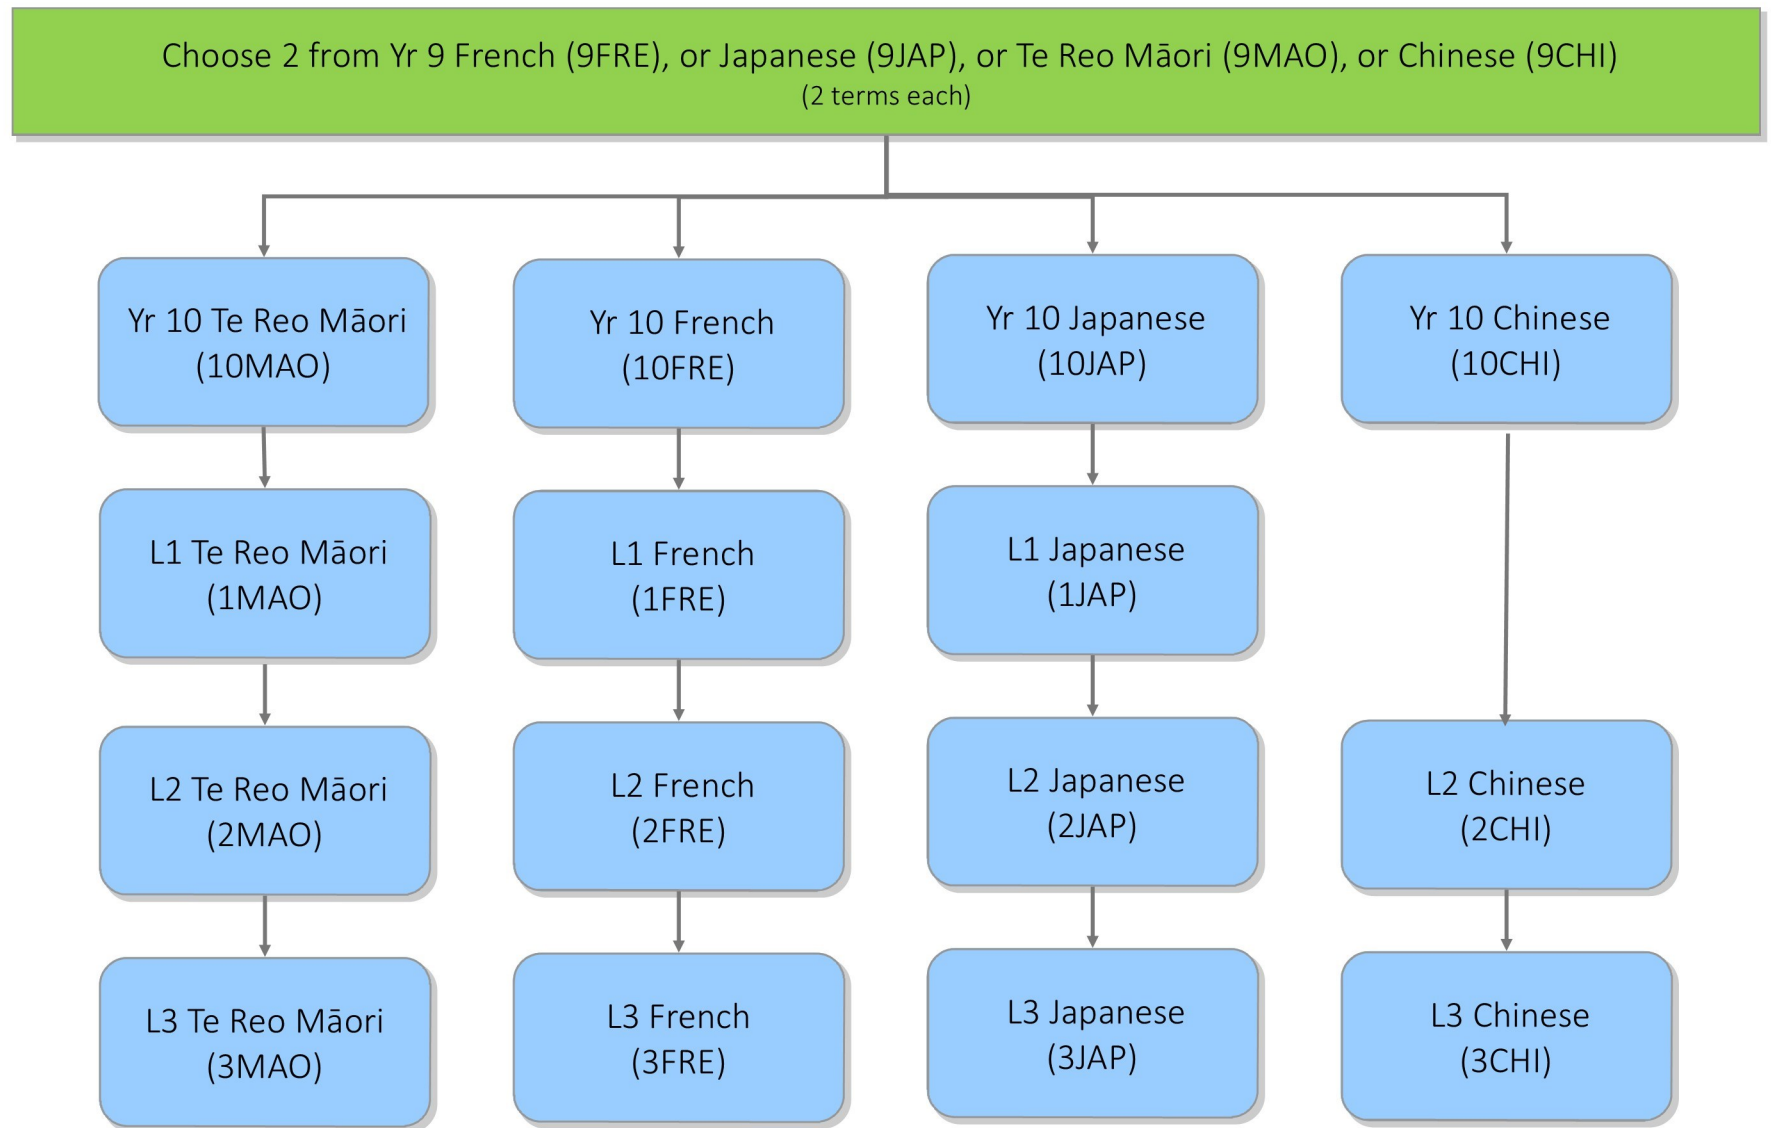 Choose 2 from Yr 9 French (9FRE), or Japanese (9JAP), or Te Reo Māori (9MAO), or Chinese (9CHI)
(2 terms each)
Yr 10 Te Reo Māori
(10MAO)
Yr 10 French
(10FRE)
Yr 10 Japanese
(10JAP)
Yr 10 Chinese
(10CHI)
L1 Te Reo Māori
(1MAO)
L1 French
(1FRE)
L1 Japanese
(1JAP)
L2 Te Reo Māori
(2MAO)
L2 French
(2FRE)
L2 Japanese
(2JAP)
L2 Chinese
(2CHI)
L3 Te Reo Māori
(3MAO)
L3 French
(3FRE)
L3 Japanese
(3JAP)
L3 Chinese
(3CHI)